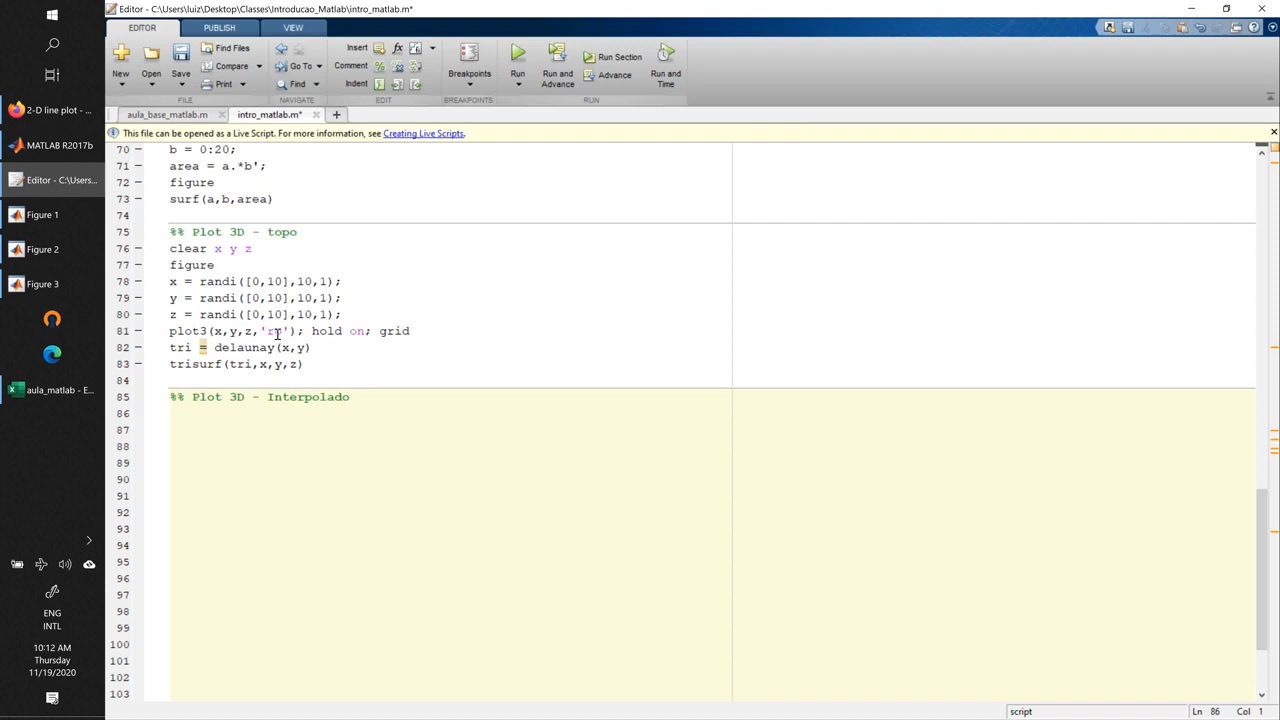 Editor - C:\Users\luiz\Desktop\Classes\Introducao_Matlab\intro_matlab.m*
EDITOR PUBLISH VIEW
Find Files
Insert
fx
Go To
Compare
Comment
New Open Save Print Find Indent Breakpoints Run Run and Advance Run Section Advance Run and Time
FILE NAVIGATE EDIT BREAKPOINTS RUN
aula_base_matlab.m intro_matlab.m*
This file can be opened as a Live Script. For more information, see Creating Live Scripts.
70 b = 0:20;
71 area = a.*b';
72 figure
73 surf(a,b,area)
74
75 %% Plot 3D - topo
76 clear x y z
77 figure
78 x = randi([0,10],10,1);
79 y = randi([0,10],10,1);
80 z = randi([0,10],10,1);
81 plot3(x,y,z, hold on; grid
82 tri = delaunay(x,y)
83 trisurf(tri,x,y,z)
84
85 %% Plot 3D - Interpolado
86
87
88
89
90
91
92
93
94
95
96
97
98
99
100
101
102
103
script Ln 86 Col 1
2-D line plot - ...
MATLAB R2017b
Editor - C:\Users...
Figure 1
Figure 2
Figure 3
aula_matlab - E...
ENG
INTL
10:12 AM
Thursday
11/19/2020